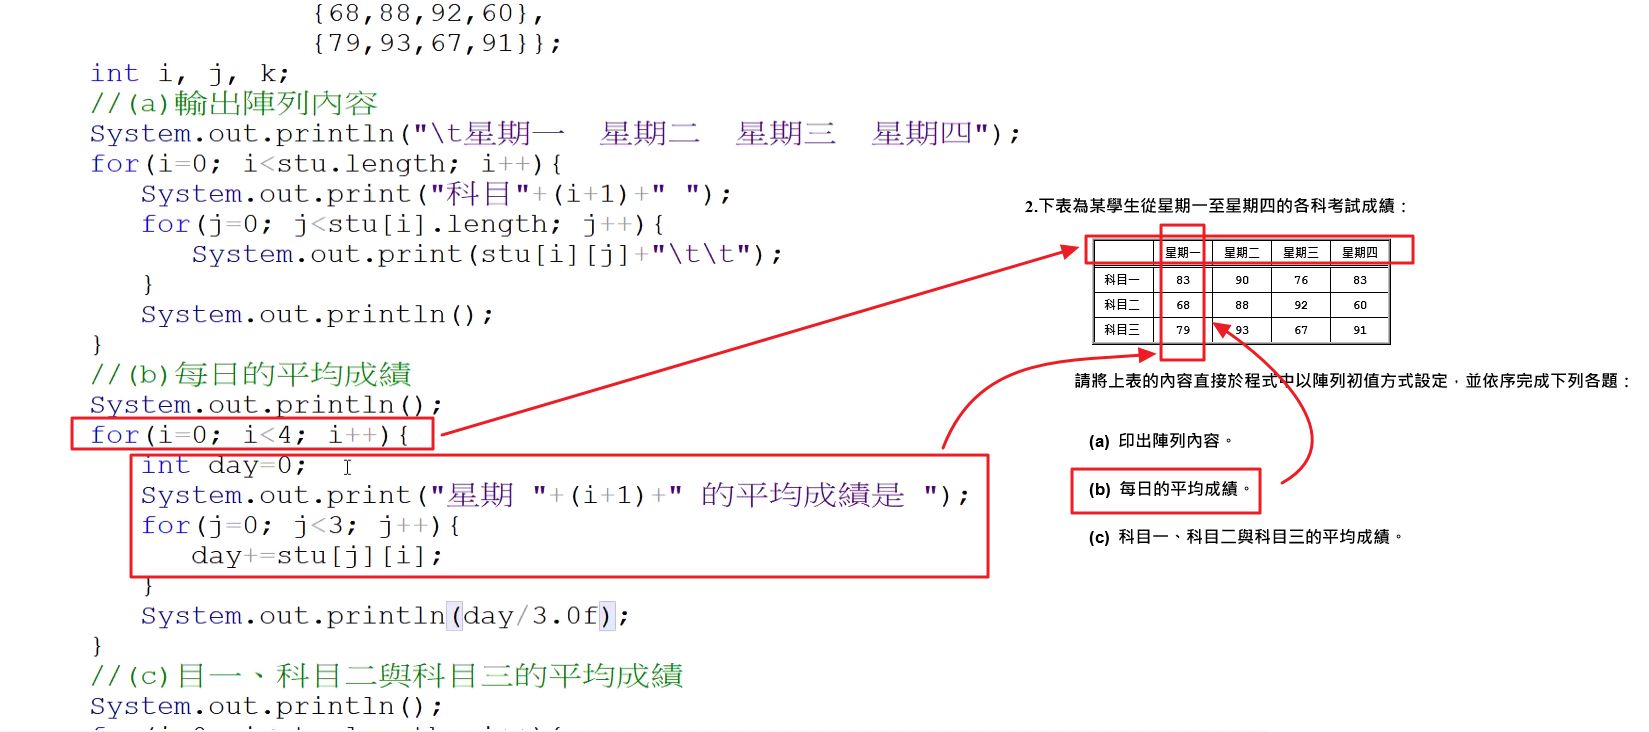 {68,88,92,60},
{79,93,67,91}};
int i, j, k;
//(a)輸出陣列內容
System.out.println("\t星期一  星期二  星期三  星期四");
for(i=0; i<stu.length; i++){
System.out.print("科目"+(i+1)+" ");
for(j=0; j<stu[i].length; j++){
System.out.print(stu[i][j]+"\t\t");
}
System.out.println();
}
//(b)每日的平均成績
System.out.println();
for(i=0; i<4; i++){
int day=0;
System.out.print("星期 "+(i+1)+" 的平均成績是 ");
for(j=0; j<3; j++){
day+=stu[j][i];
}
System.out.println(day/3.0f);
}
//(c)目一、科目二與科目三的平均成績
System.out.println();
2.下表為某學生從星期一至星期四的各科考試成績：
星期一 星期二 星期三 星期四
科目一 83 90 76 83
科目二 68 88 92 60
科目三 79 93 67 91
請將上表的內容直接於程式中以陣列初值方式設定，並依序完成下列各題：
(a) 印出陣列內容。
(b) 每日的平均成績。
(c) 科目一、科目二與科目三的平均成績。